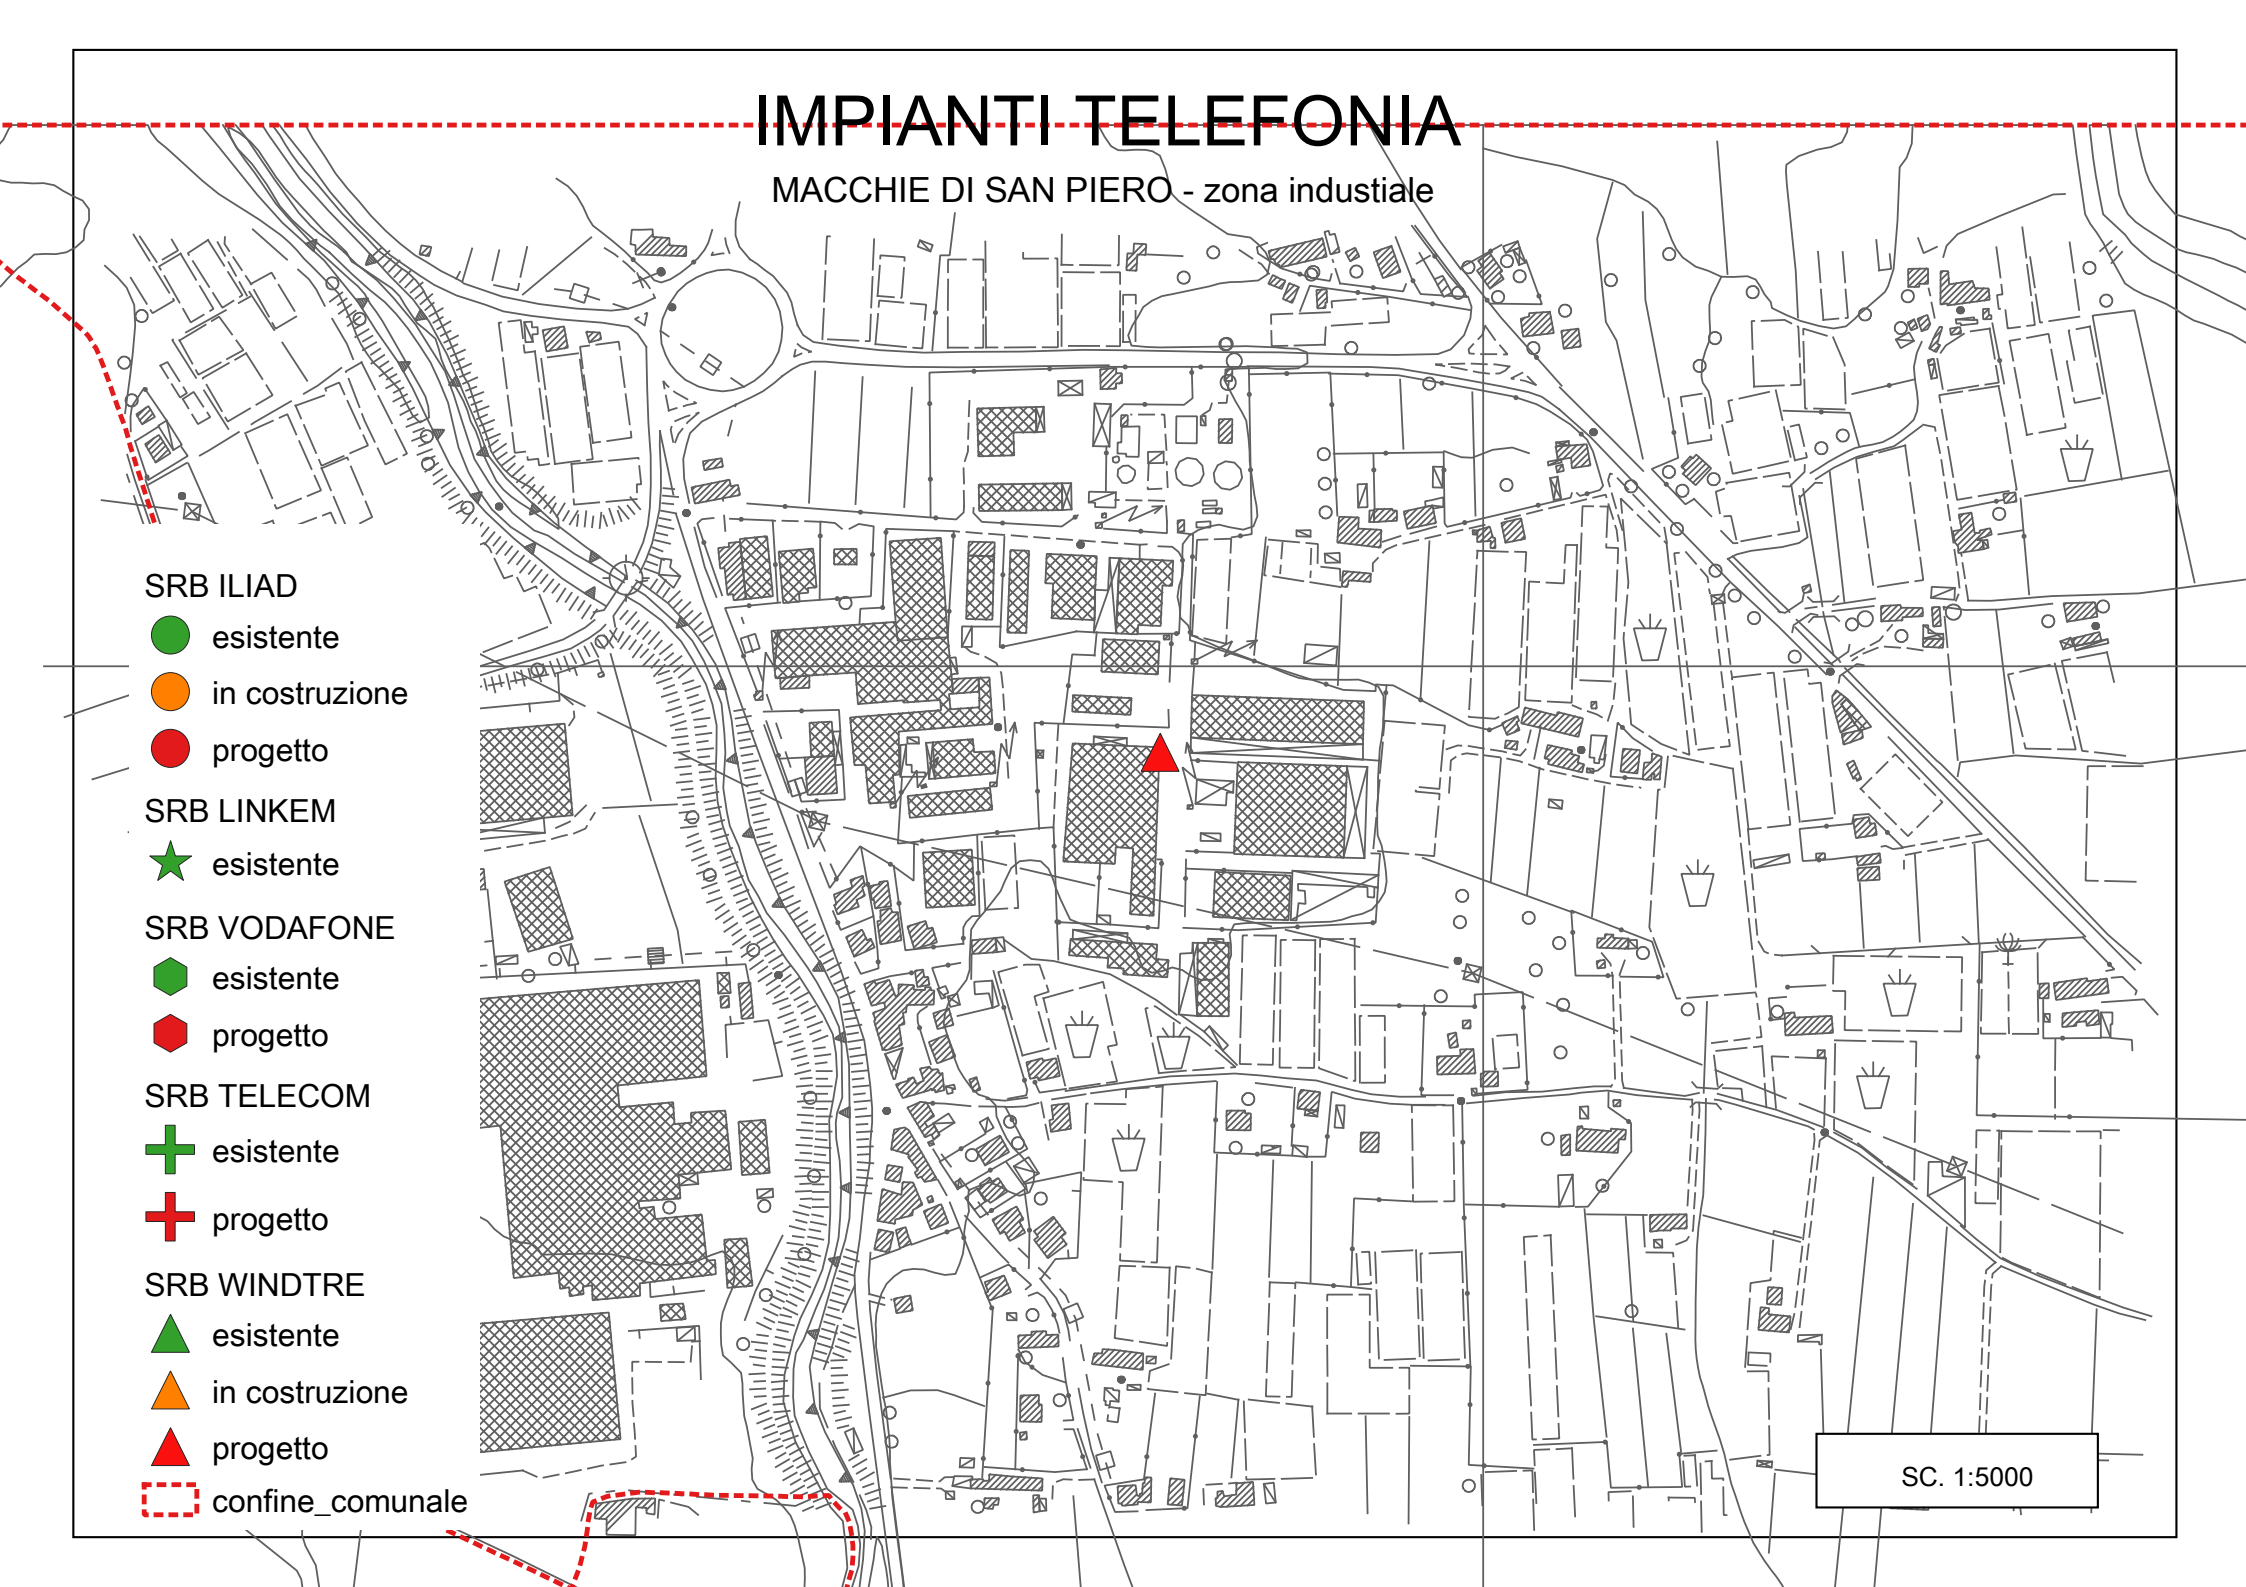 IMPIANTI TELEFONIA
MACCHIE DI SAN PIERO - zona industiale
SRB ILIAD
esistente
in costruzione
progetto
SRB LINKEM
esistente
SRB VODAFONE
esistente
progetto
SRB TELECOM
esistente
progetto
SRB WINDTRE
esistente
in costruzione
progetto
confine_comunale
SC. 1:5000